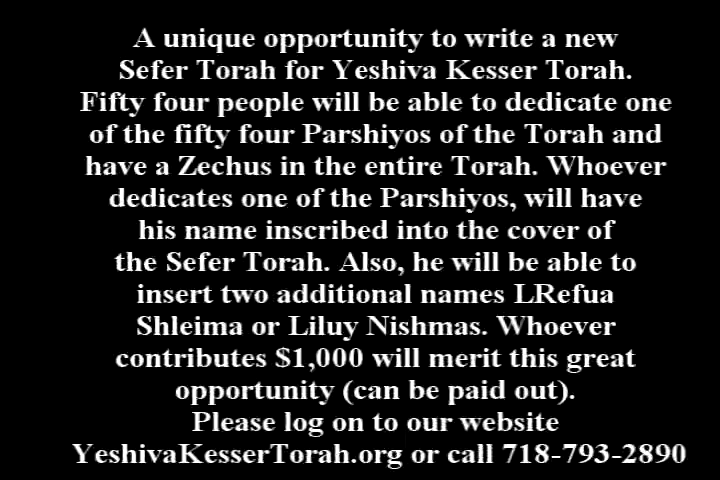 A unique opportunity to write a new
Sefer Torah for Yeshiva Kesser Torah.
Fifty four people will be able to dedicate one
of the fifty four Parshiyos of the Torah and
have a Zechus in the entire Torah. Whoever
dedicates one of the Parshiyos, will have
his name inscribed into the cover of
the Sefer Torah. Also, he will be able to
insert two additional names LRefua
Shleima or Liluy Nishmas. Whoever
contributes $1,000 will merit this great
opportunity (can be paid out).
Please log on to our website
YeshivaKesserTorah.org or call 718-793-2890